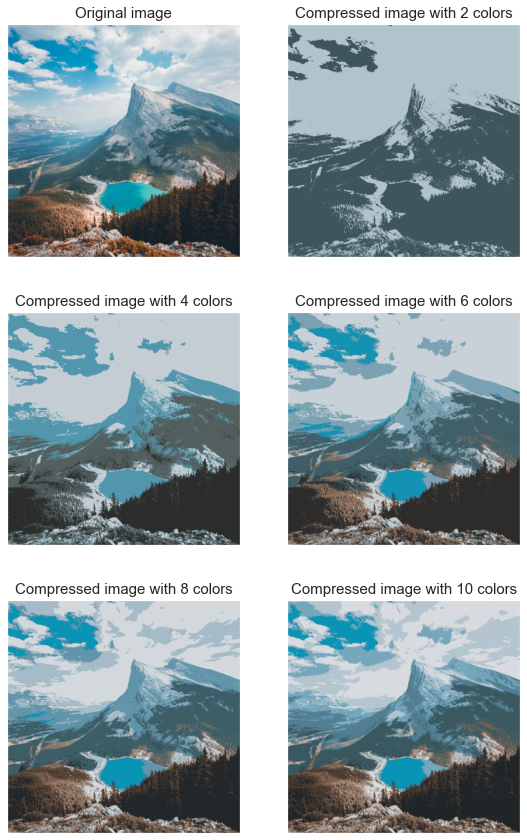 Original image
Compressed image with 2 colors
Compressed image with 4 colors
Compressed image with 6 colors
Compressed image with 8 colors
Compressed image with 10 colors